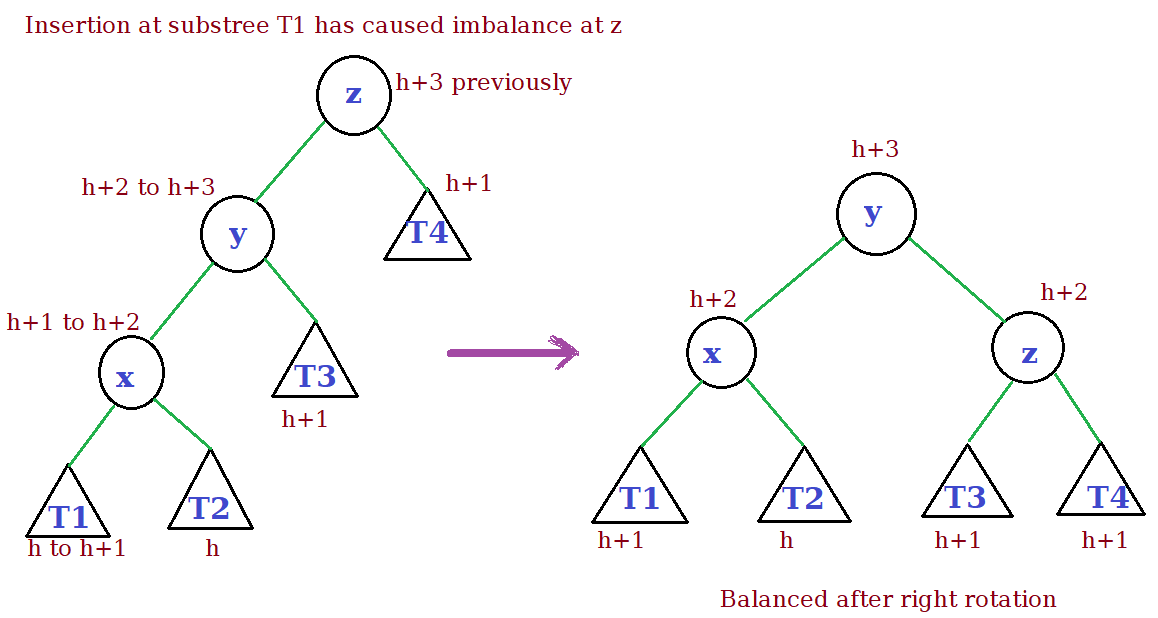 Insertion at substree T1 has caused imbalance at z
z
h+3 previously
h+2 to h+3
y
h+1
T4
h+1 to h+2
x
T3
h+1
T1
h to h+1
T2
h
h+3
y
h+2
x
h+2
z
T1
h+1
T2
h
T3
h+1
T4
h+1
Balanced after right rotation